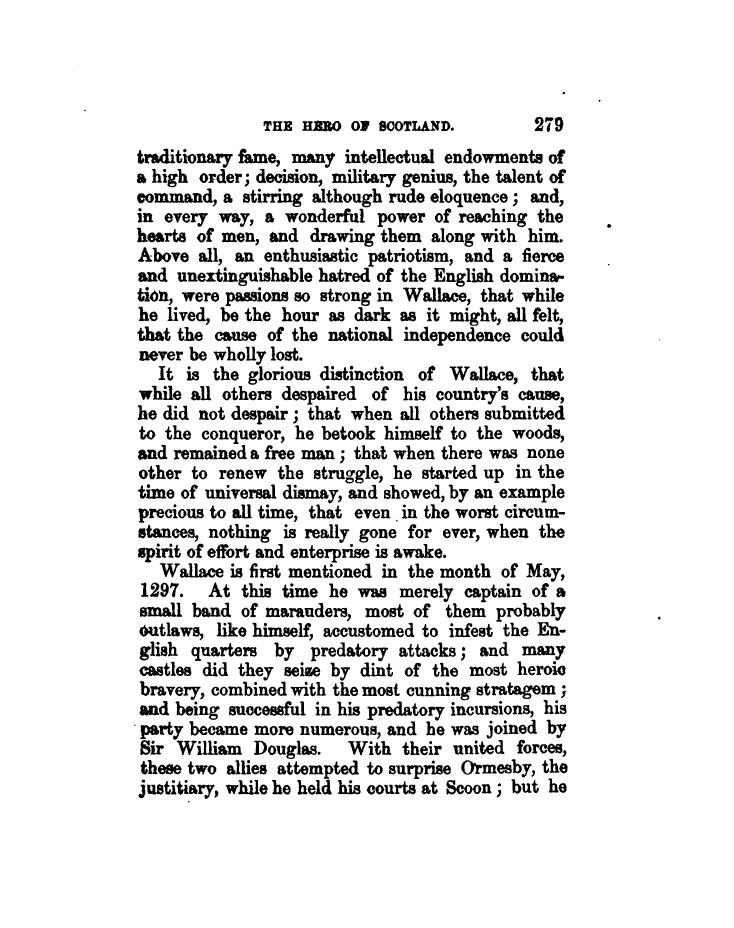 THE HERO OF SCOTLAND. 279
traditionary fame, many intellectual endowments of
a high order; decision, military genius, the talent of
command, a stirring although rude eloquence; and,
in every way, a wonderful power of reaching the
hearts of men, and drawing them along with him.
Above all, an enthusiastic patriotism, and a fierce
and unextinguishable hatred of the English domina-
tion, were passions so strong in Wallace, that while
he lived, be the hour as dark as it might, all felt,
that the cause of the national independence could
never be wholly lost.
It is the glorious distinction of Wallace, that
while all others despaired of his country's cause,
he did not despair; that when all others submitted
to the conqueror, he betook himself to the woods,
and remained a free man; that when there was none
other to renew the struggle, he started up in the
time of universal dismay, and showed, by an example
precious to all time, that even in the worst circum-
stances, nothing is really gone for ever, when the
spirit of effort and enterprise is awake.
Wallace is first mentioned in the month of May,
1297. At this time he was merely captain of a
small band of marauders, most of them probably
outlaws, like himself, accustomed to infest the En-
glish quarters by predatory attacks; and many
castles did they seize by dint of the most heroic
bravery, combined with the most cunning stratagem;
and being successful in his predatory incursions, his
party became more numerous, and he was joined by
Sir William Douglas. With their united forces,
these two allies attempted to surprise Ormesby, the
justitiary, while he held his courts at Scoon; but he